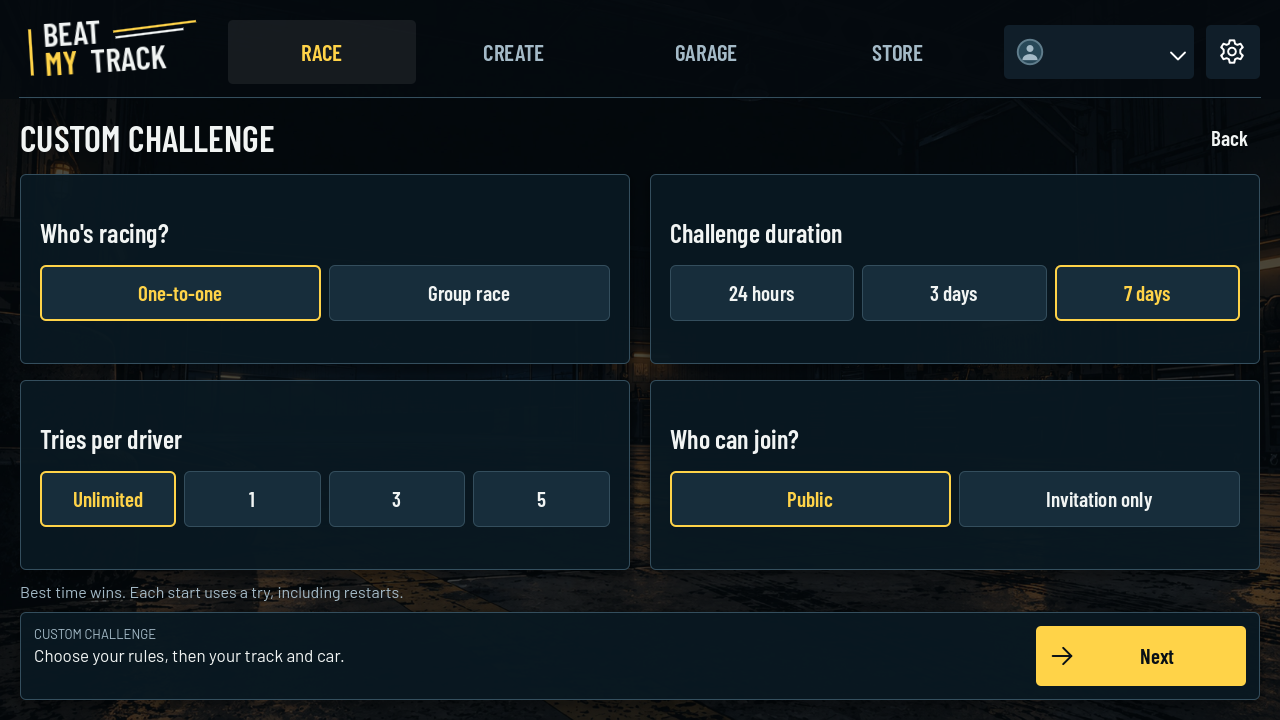 BEAT
MY TRACK
RACE
CREATE
GARAGE
STORE
CUSTOM CHALLENGE
Back
Who's racing?
One-to-one
Group race
Challenge duration
24 hours
3 days
7 days
Tries per driver
Unlimited
1
3
5
Who can join?
Public
Invitation only
Best time wins. Each start uses a try, including restarts.
CUSTOM CHALLENGE
Choose your rules, then your track and car.
Next